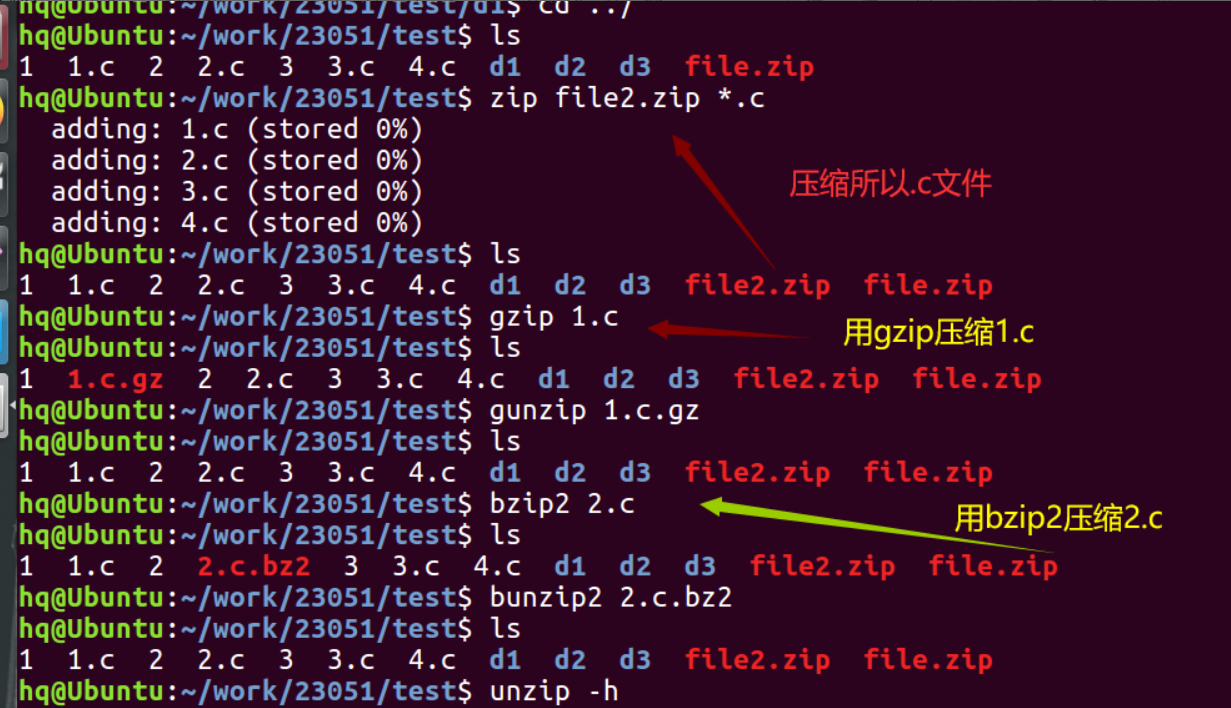 hq@Ubuntu:~/work/23051/test/d1$ cd ../
hq@Ubuntu:~/work/23051/test$ ls
1  1.c  2  2.c  3  3.c  4.c  d1  d2  d3  file.zip
hq@Ubuntu:~/work/23051/test$ zip file2.zip *.c
  adding: 1.c (stored 0%)
  adding: 2.c (stored 0%)
压缩所以.c文件
  adding: 3.c (stored 0%)
  adding: 4.c (stored 0%)
hq@Ubuntu:~/work/23051/test$ ls
1  1.c  2  2.c  3  3.c  4.c  d1  d2  d3  file2.zip  file.zip
hq@Ubuntu:~/work/23051/test$ gzip 1.c
用gzip压缩1.c
hq@Ubuntu:~/work/23051/test$ ls
1  1.c.gz  2  2.c  3  3.c  4.c  d1  d2  d3  file2.zip  file.zip
hq@Ubuntu:~/work/23051/test$ gunzip 1.c.gz
hq@Ubuntu:~/work/23051/test$ ls
1  1.c  2  2.c  3  3.c  4.c  d1  d2  d3  file2.zip  file.zip
hq@Ubuntu:~/work/23051/test$ bzip2 2.c
用bzip2压缩2.c
hq@Ubuntu:~/work/23051/test$ ls
1  1.c  2  2.c.bz2  3  3.c  4.c  d1  d2  d3  file2.zip  file.zip
hq@Ubuntu:~/work/23051/test$ bunzip2 2.c.bz2
hq@Ubuntu:~/work/23051/test$ ls
1  1.c  2  2.c  3  3.c  4.c  d1  d2  d3  file2.zip  file.zip
hq@Ubuntu:~/work/23051/test$ unzip -h